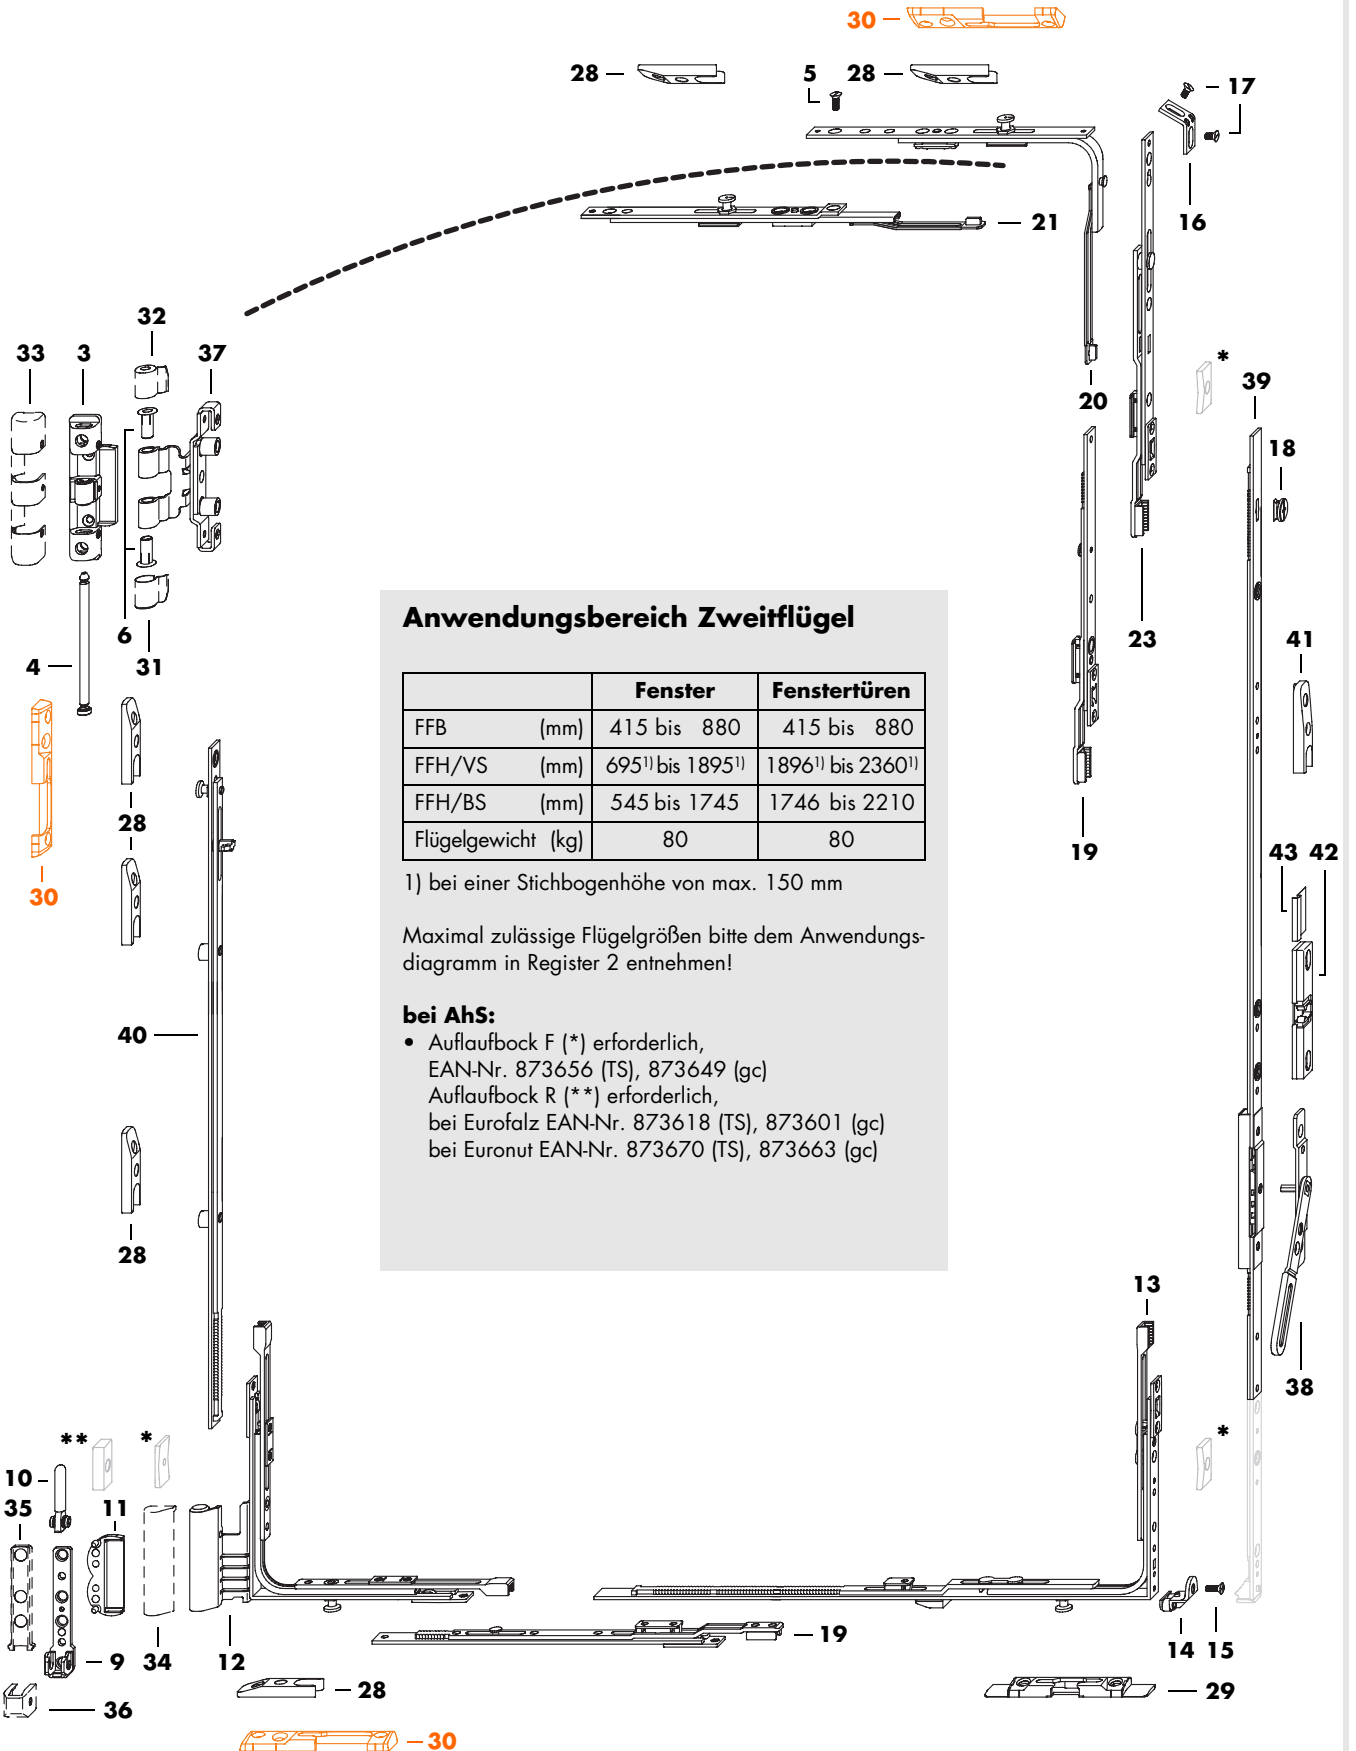 30
28
5
28
17
16
21
32
33
3
37
*
39
20
18
6
31
4
23
41
28
30
19
43 42
Anwendungsbereich Zweitflügel
Fenster Fenstertüren
FFB (mm) 415 bis 880 415 bis 880
FFH/VS (mm) 695¹⁾ bis 1895¹⁾ 1896¹⁾ bis 2360¹⁾
FFH/BS (mm) 545 bis 1745 1746 bis 2210
Flügelgewicht (kg) 80 80
1) bei einer Stichbogenhöhe von max. 150 mm
Maximal zulässige Flügelgrößen bitte dem Anwendungs-
diagramm in Register 2 entnehmen!
bei AhS:
• Auflaufbock F (*) erforderlich,
EAN-Nr. 873656 (TS), 873649 (gc)
Auflaufbock R (**) erforderlich,
bei Eurofalz EAN-Nr. 873618 (TS), 873601 (gc)
bei Euronut EAN-Nr. 873670 (TS), 873663 (gc)
40
28
13
38
**
*
*
10
35
11
9
34
12
19
14 15
36
28
29
30